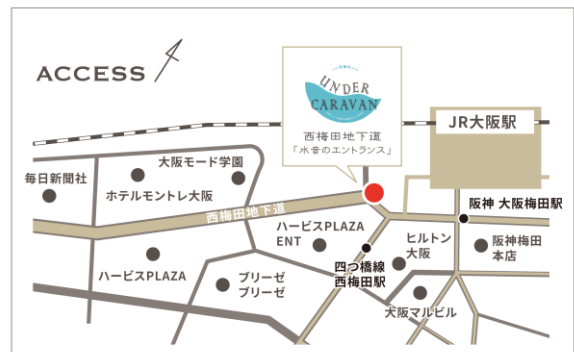 ACCESS
UNDER
CARAVAN
西梅田地下道
「水音のエントランス」
JR大阪駅
毎日新聞社
大阪モード学園
ホテルモントレ大阪
西梅田地下道
阪神 大阪梅田駅
ハービスPLAZA
ハービスPLAZA
ENT
ヒルトン
大阪
阪神梅田
本店
四つ橋線
西梅田駅
ブリーゼ
ブリーゼ
大阪マルビル